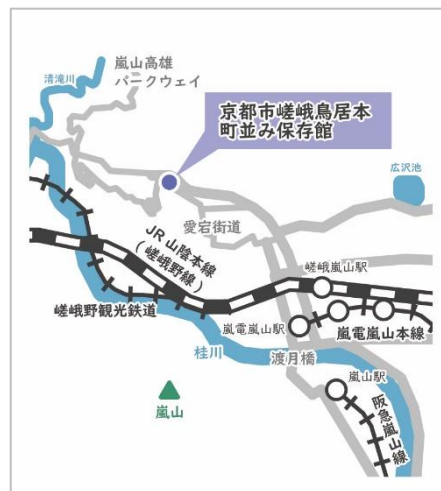 嵐山高雄
パークウェイ
清滝川
京都市嵯峨鳥居本
町並み保存館
広沢池
愛宕街道
JR山陰本線
(嵯峨野線)
嵯峨嵐山駅
嵯峨野観光鉄道
嵐電嵐山駅
嵐電嵐山本線
桂川
渡月橋
嵐山駅
嵐山
阪急嵐山線